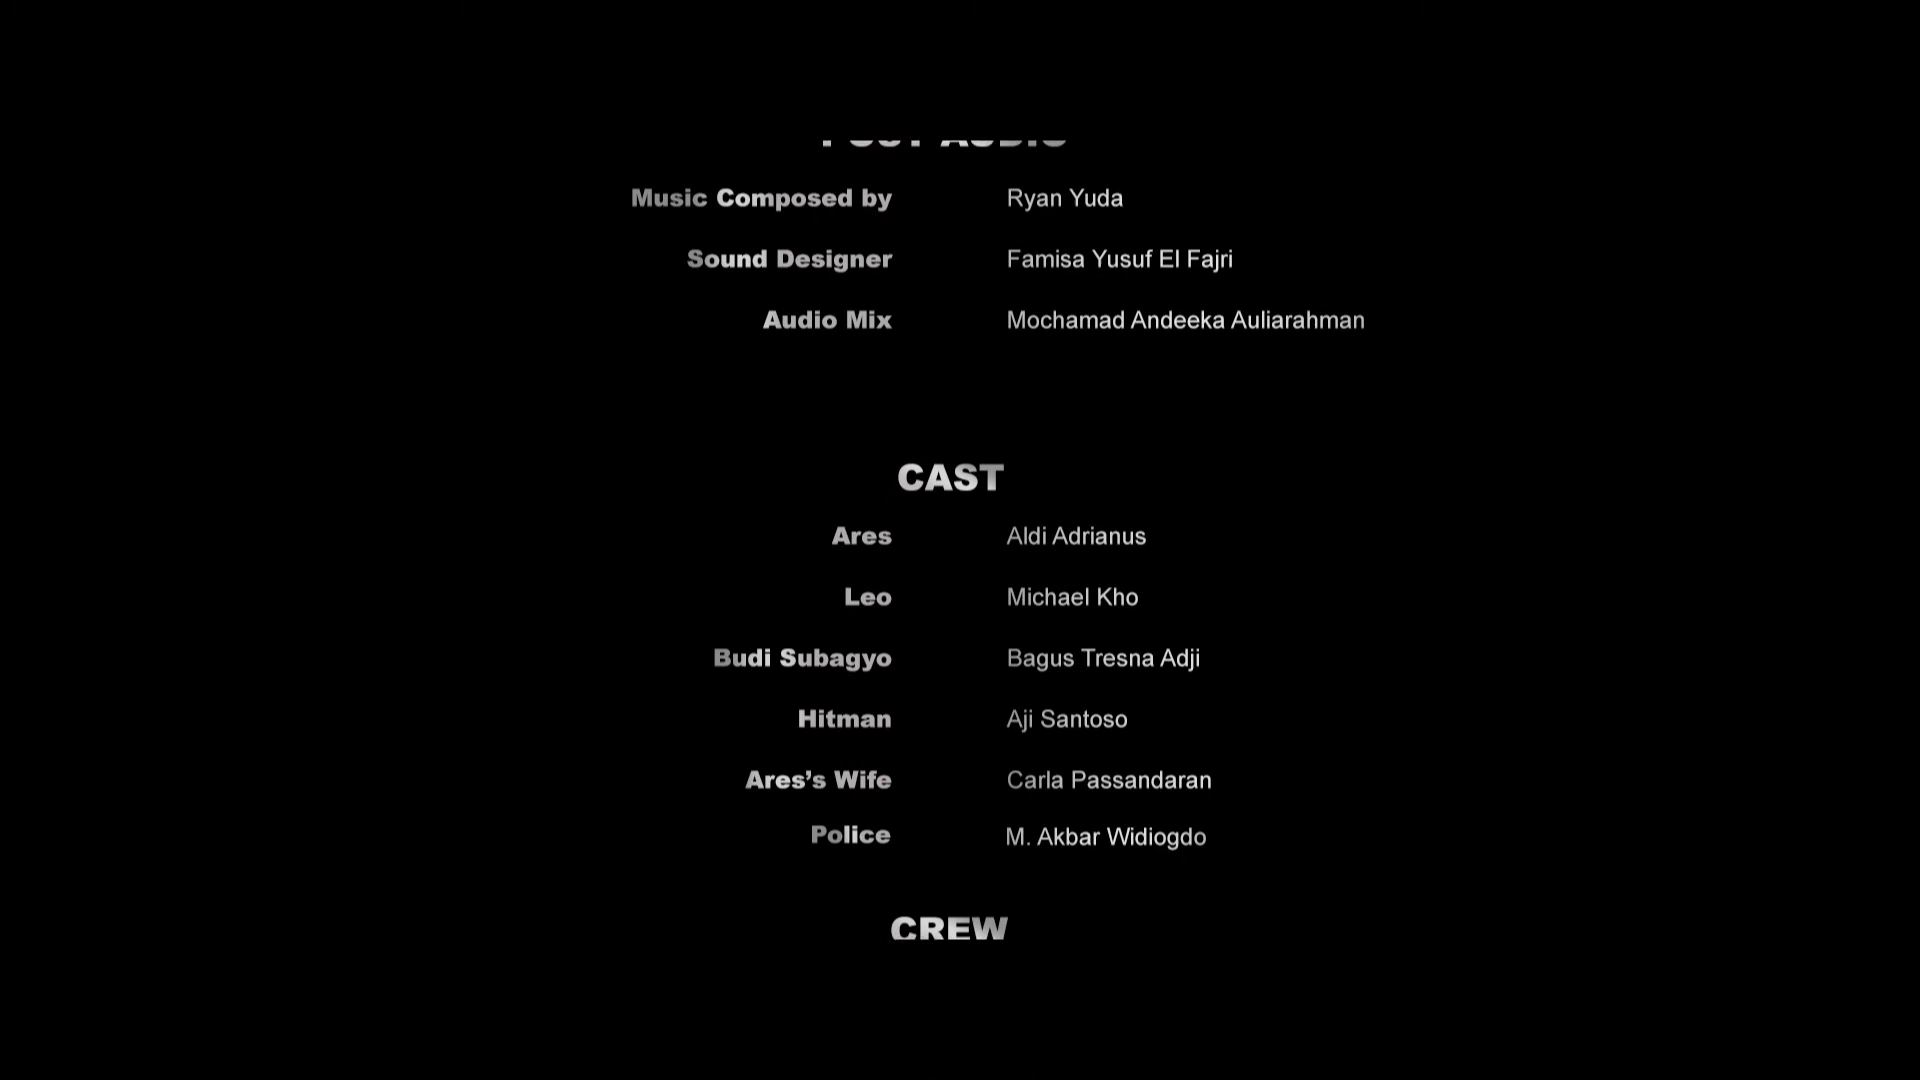 POST AUDIO
Music Composed by Ryan Yuda
Sound Designer Famisa Yusuf El Fajri
Audio Mix Mochamad Andeeka Auliarahman
CAST
Ares Aldi Adrianus
Leo Michael Kho
Budi Subagyo Bagus Tresna Adji
Hitman Aji Santoso
Ares’s Wife Carla Passandaran
Police M. Akbar Widiogdo
CREW